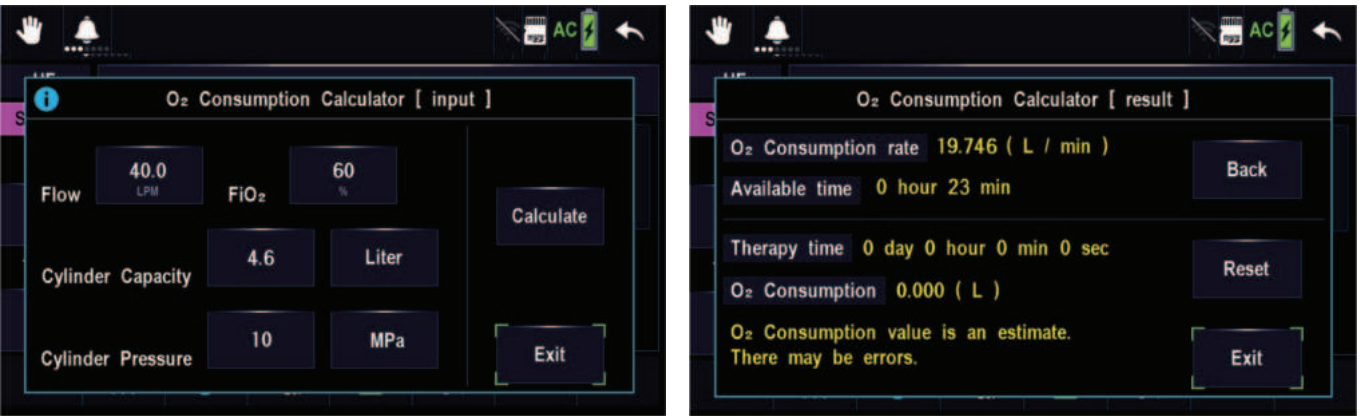 AC
O₂ Consumption Calculator [ input ]
Flow 40.0 LPM FiO₂ 60 %
Calculate
Cylinder Capacity 4.6 Liter
Cylinder Pressure 10 MPa
Exit
AC
O₂ Consumption Calculator [ result ]
O₂ Consumption rate 19.746 ( L / min )
Back
Available time 0 hour 23 min
Therapy time 0 day 0 hour 0 min 0 sec
Reset
O₂ Consumption 0.000 ( L )
O₂ Consumption value is an estimate.
There may be errors.
Exit